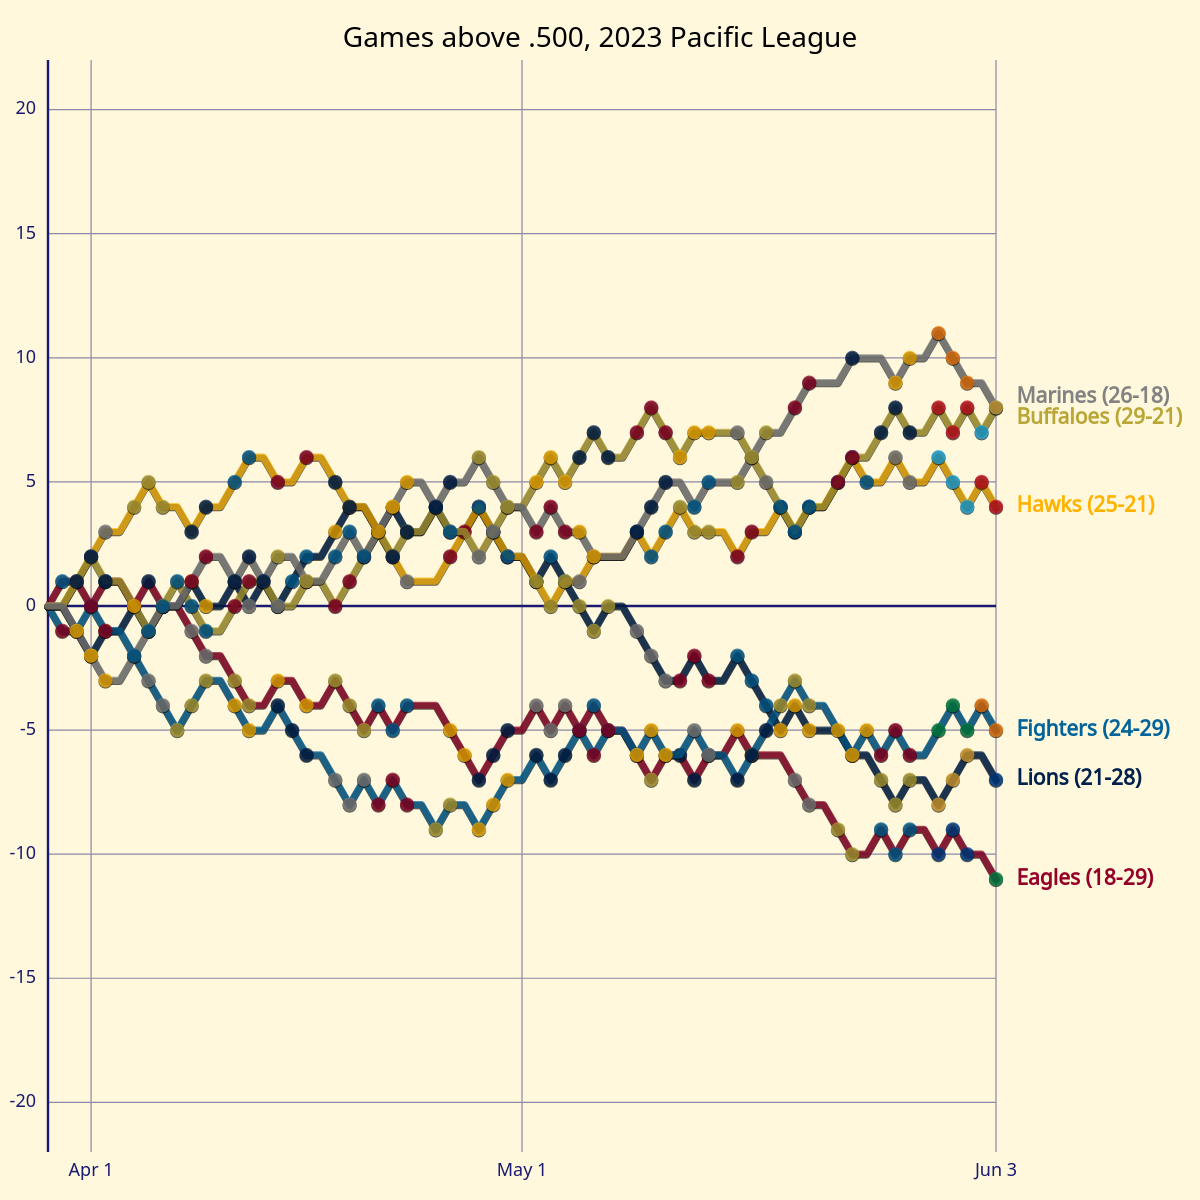 Games above .500, 2023 Pacific League
20
15
10
5
0
-5
-10
-15
-20
Marines (26-18)
Buffaloes (29-21)
Hawks (25-21)
Fighters (24-29)
Lions (21-28)
Eagles (18-29)
Apr 1
May 1
Jun 3